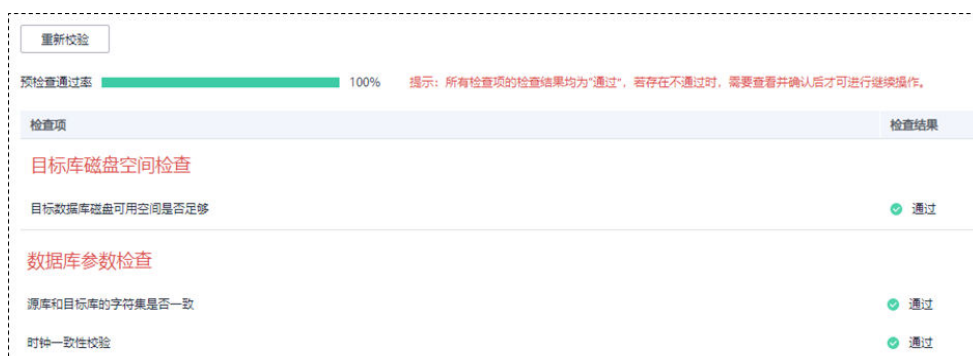 重新校验
预检查通过率 100% 提示：所有检查项的检查结果均为“通过”，若存在不通过时，需要查看并确认后才可进行继续操作。
检查项 检查结果
目标库磁盘空间检查
目标数据库磁盘可用空间是否足够 通过
数据库参数检查
源库和目标库的字符集是否一致 通过
时钟一致性校验 通过